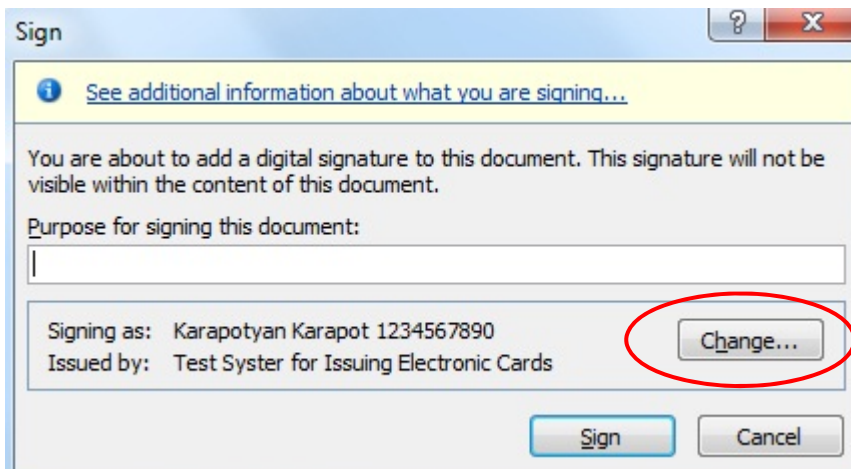 Sign
?
X
See additional information about what you are signing...
You are about to add a digital signature to this document. This signature will not be
visible within the content of this document.
Purpose for signing this document:
Signing as: Karapotyan Karapot 1234567890
Change...
Issued by: Test Syster for Issuing Electronic Cards
Sign
Cancel